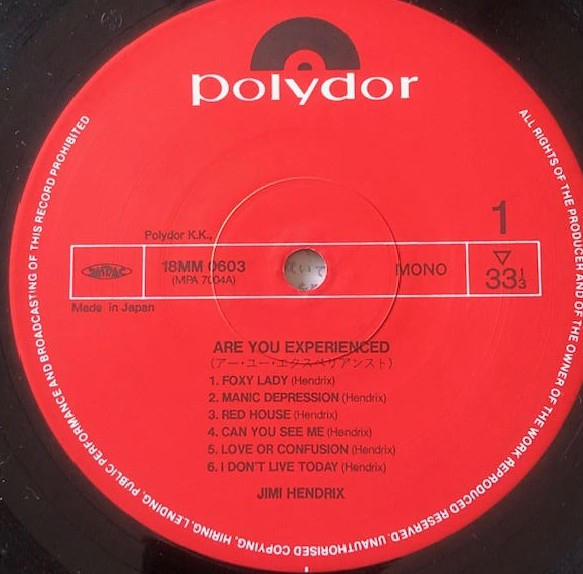 polydor
1
Polydor K.K.,
JASRAC
18MM 0603
(MPA 7004A)
MONO
▽
33 1/3
Made in Japan
ARE YOU EXPERIENCED
(アー・ユー・エクスペリアンスト)
1. FOXY LADY (Hendrix)
2. MANIC DEPRESSION (Hendrix)
3. RED HOUSE (Hendrix)
4. CAN YOU SEE ME (Hendrix)
5. LOVE OR CONFUSION (Hendrix)
6. I DON'T LIVE TODAY (Hendrix)
JIMI HENDRIX
ALL RIGHTS OF THE PRODUCER AND OF THE OWNER OF THE WORK REPRODUCED RESERVED. UNAUTHORISED COPYING, HIRING, LENDING, PUBLIC PERFORMANCE AND BROADCASTING OF THIS RECORD PROHIBITED